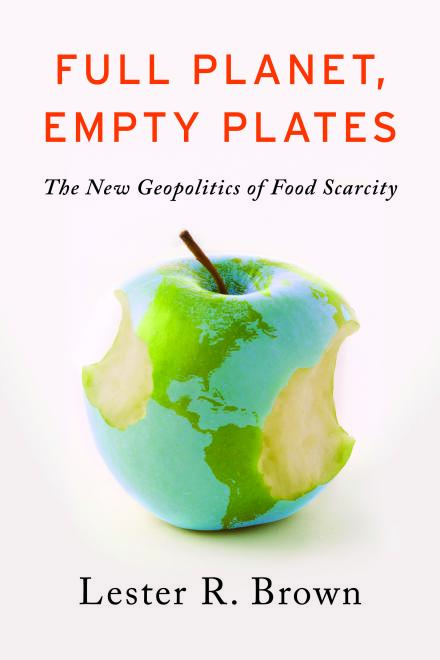 FULL PLANET,
EMPTY PLATES
The New Geopolitics of Food Scarcity
Lester R. Brown